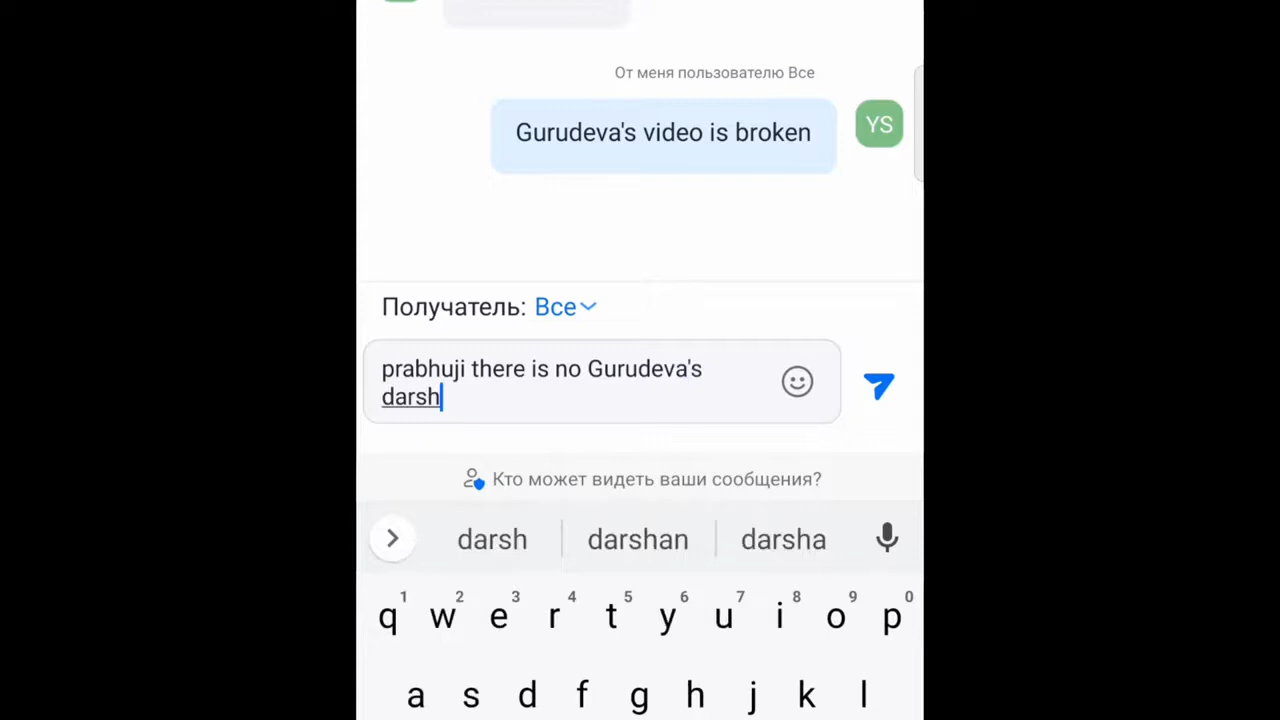 От меня пользователю Все
Gurudeva's video is broken
YS
Получатель: Все
prabhuji there is no Gurudeva's
darsh
Кто может видеть ваши сообщения?
darsh darshan darsha
1 2 3 4 5 6 7 8 9 0
q w e r t y u i o p
a s d f g h j k l